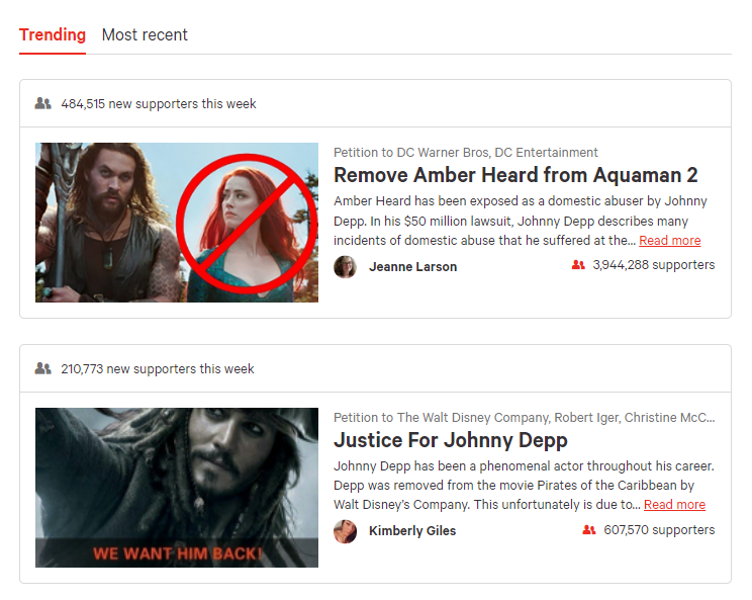 Trending Most recent
484,515 new supporters this week
Petition to DC Warner Bros, DC Entertainment
Remove Amber Heard from Aquaman 2
Amber Heard has been exposed as a domestic abuser by Johnny
Depp. In his $50 million lawsuit, Johnny Depp describes many
incidents of domestic abuse that he suffered at the... Read more
Jeanne Larson 3,944,288 supporters
210,773 new supporters this week
Petition to The Walt Disney Company, Robert Iger, Christine McC...
Justice For Johnny Depp
Johnny Depp has been a phenomenal actor throughout his career.
Depp was removed from the movie Pirates of the Caribbean by
Walt Disney's Company. This unfortunately is due to... Read more
Kimberly Giles 607,570 supporters
WE WANT HIM BACK!